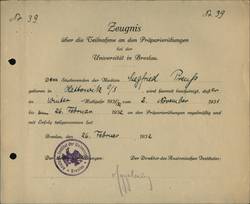 Nr 39
Nr. 39
Zeugnis
über die Teilnahme an den Präparierübungen
bei der
Universität in Breslau.
Dem Studierenden der Medizin Siegfried Preuß
geboren in Kattowitz O/S wird hiermit bescheinigt, daß er
im Winter Halbjahr 1931/32 vom 2. November 1931
bis zum 26. Februar 1932 an den Präparierübungen regelmäßig und
mit Erfolg teilgenommen hat.
Breslau, den 26. Februar 1932
Der Direktor des Anatomischen Instituts: